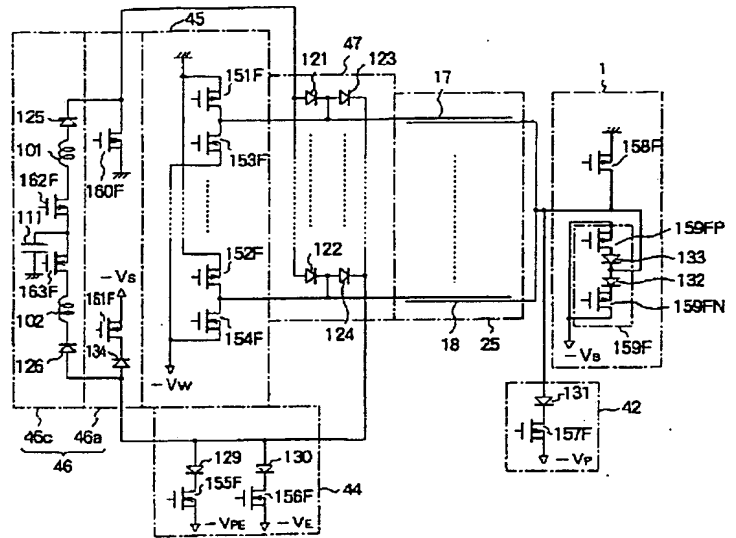 45
47
121
123
151F
17
1
125
101
153F
158F
162F
160F
111
159FP
122
133
152F
−VS
163F
132
161F
159FN
102
124
18
154F
25
159F
134
126
−VS
−VW
131
42
46c
46a
129
130
157F
46
44
155F
156F
−VP
−VPE
−VE